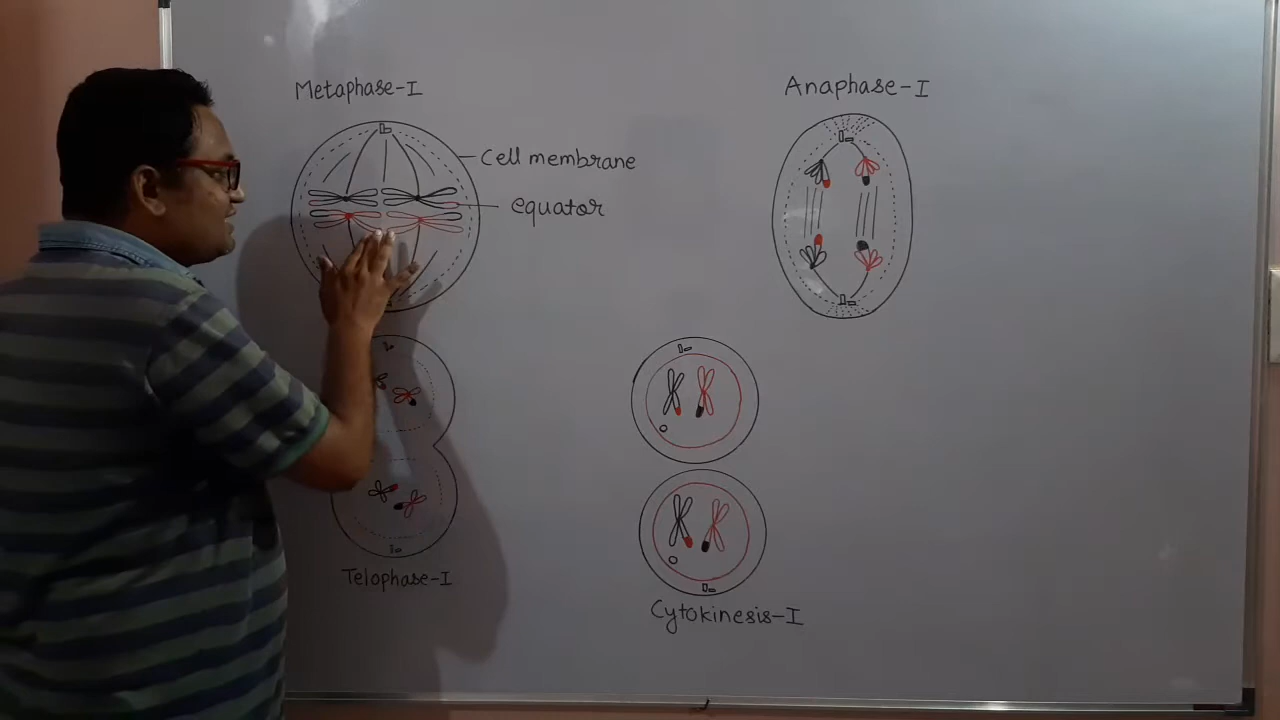 Metaphase-I
Anaphase-I
Cell membrane
equator
Telophase-I
Cytokinesis-I